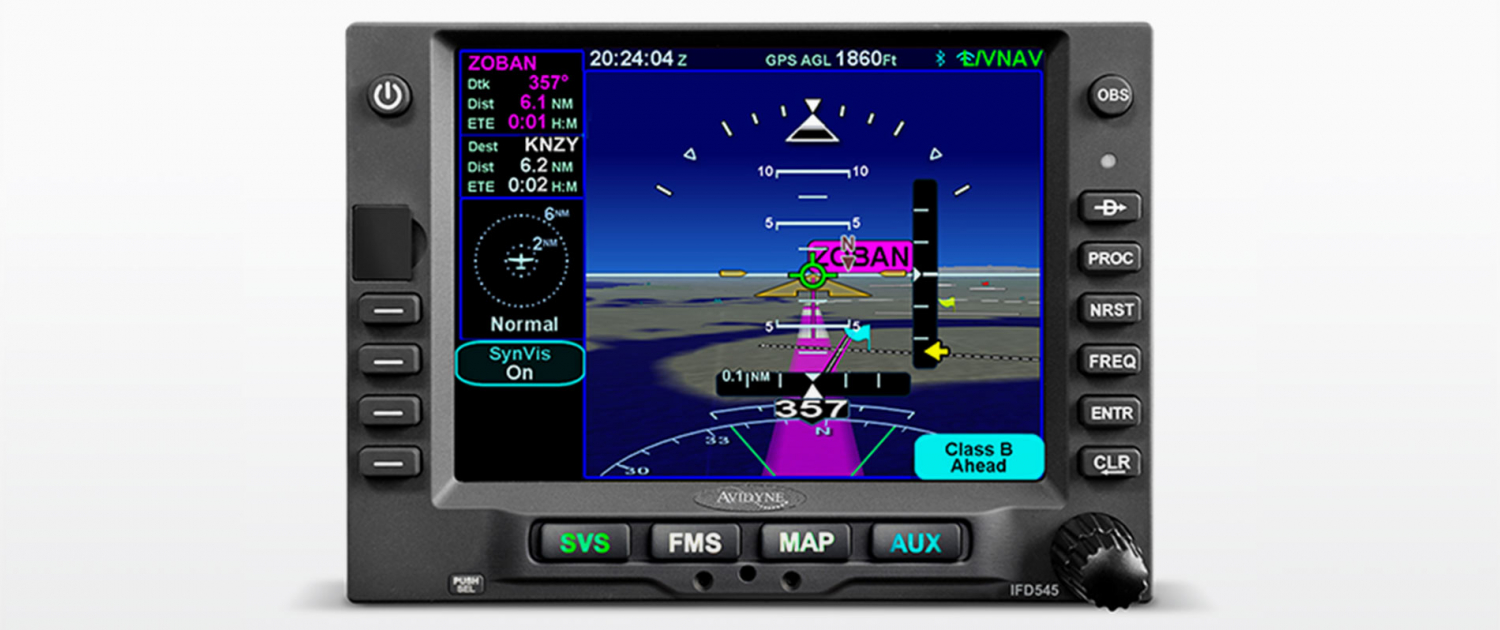 ZOBAN
Dtk 357°
Dist 6.1 NM
ETE 0:01 H:M
Dest KNZY
Dist 6.2 NM
ETE 0:02 H:M
6NM
2NM
Normal
SynVis
On
20:24:04 Z GPS AGL 1860Ft /VNAV
10 10
5 5
N
ZOBAN
5 5
0.1 NM
357
N
33
30
Class B
Ahead
OBS
D
PROC
NRST
FREQ
ENTR
CLR
AVIDYNE
SVS FMS MAP AUX
PUSH
SEL
IFD545